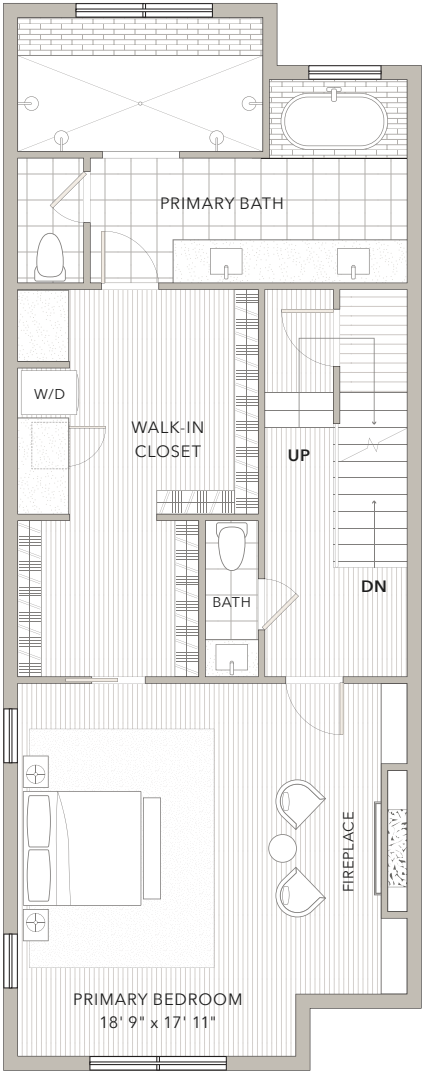 PRIMARY BATH
W/D
WALK-IN
CLOSET
UP
DN
BATH
FIREPLACE
PRIMARY BEDROOM
18' 9" x 17' 11"